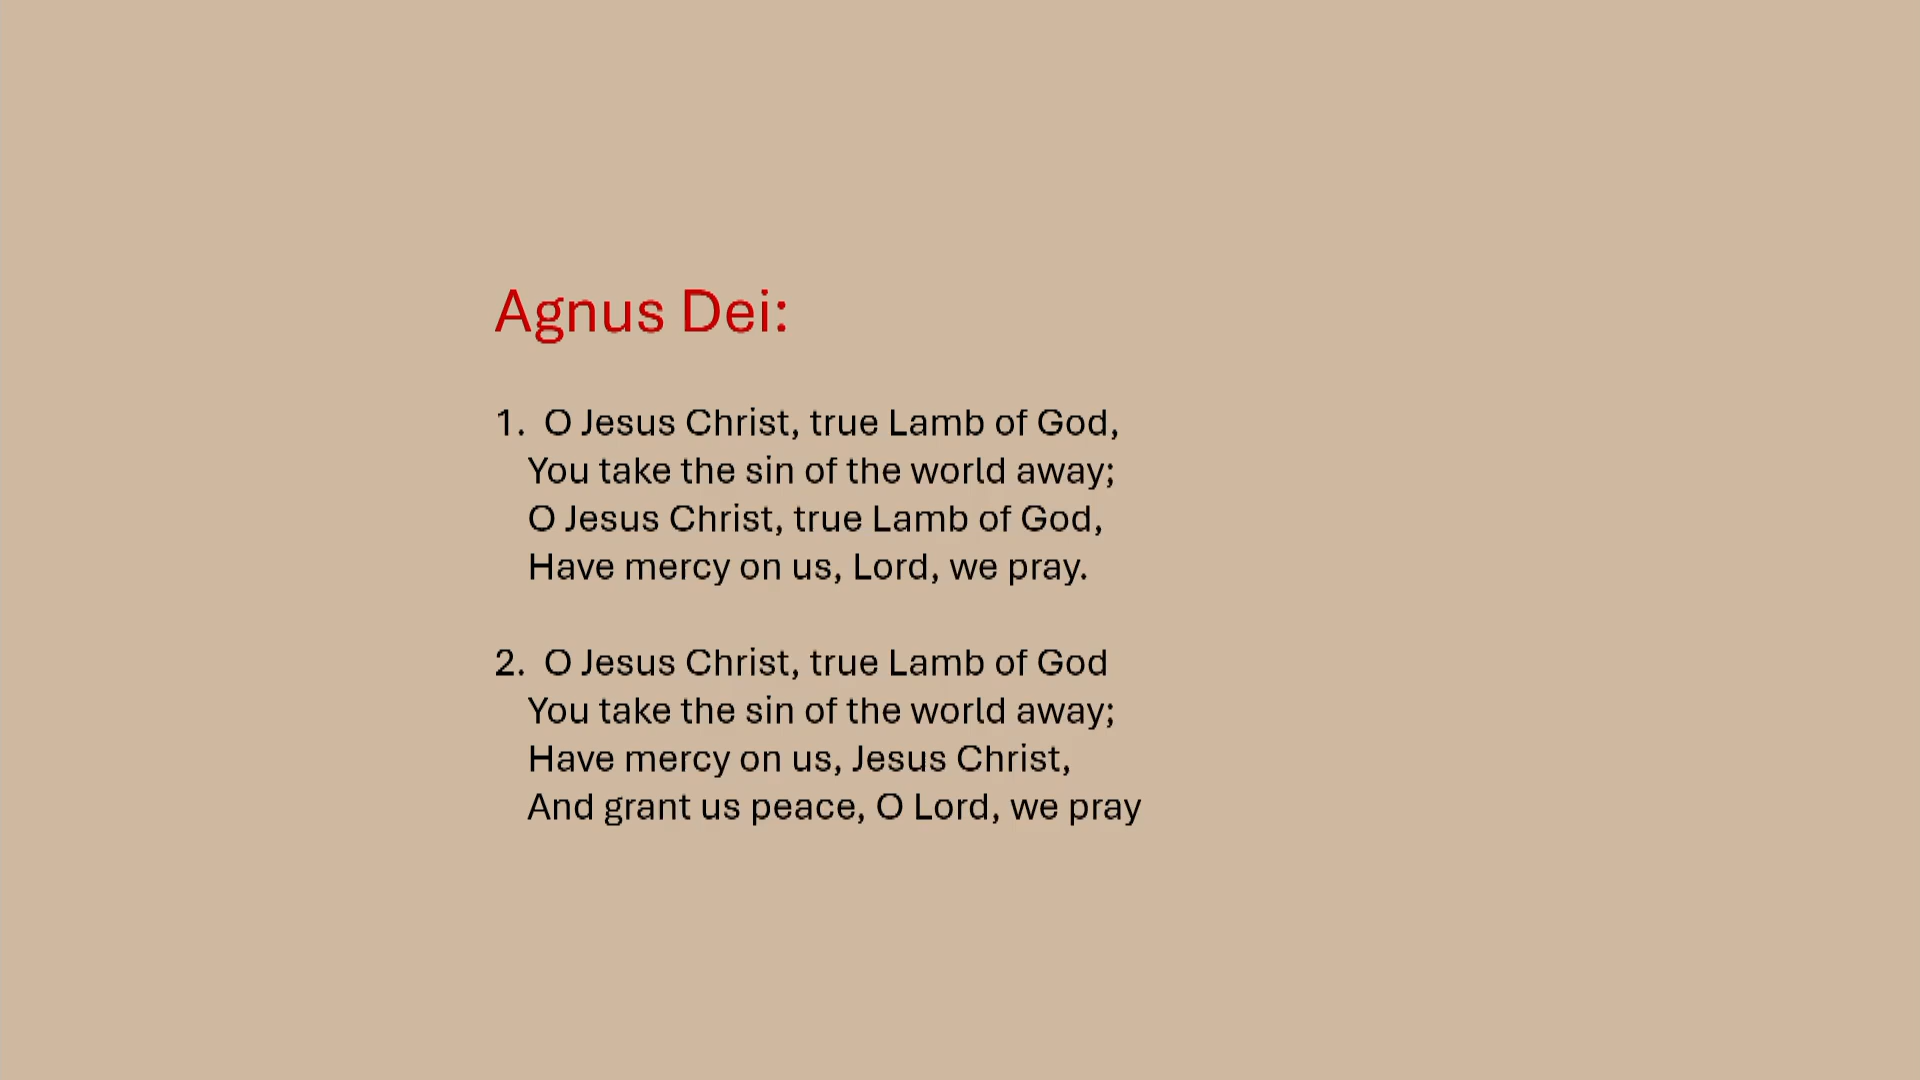 Agnus Dei:
1. O Jesus Christ, true Lamb of God,
You take the sin of the world away;
O Jesus Christ, true Lamb of God,
Have mercy on us, Lord, we pray.
2. O Jesus Christ, true Lamb of God
You take the sin of the world away;
Have mercy on us, Jesus Christ,
And grant us peace, O Lord, we pray